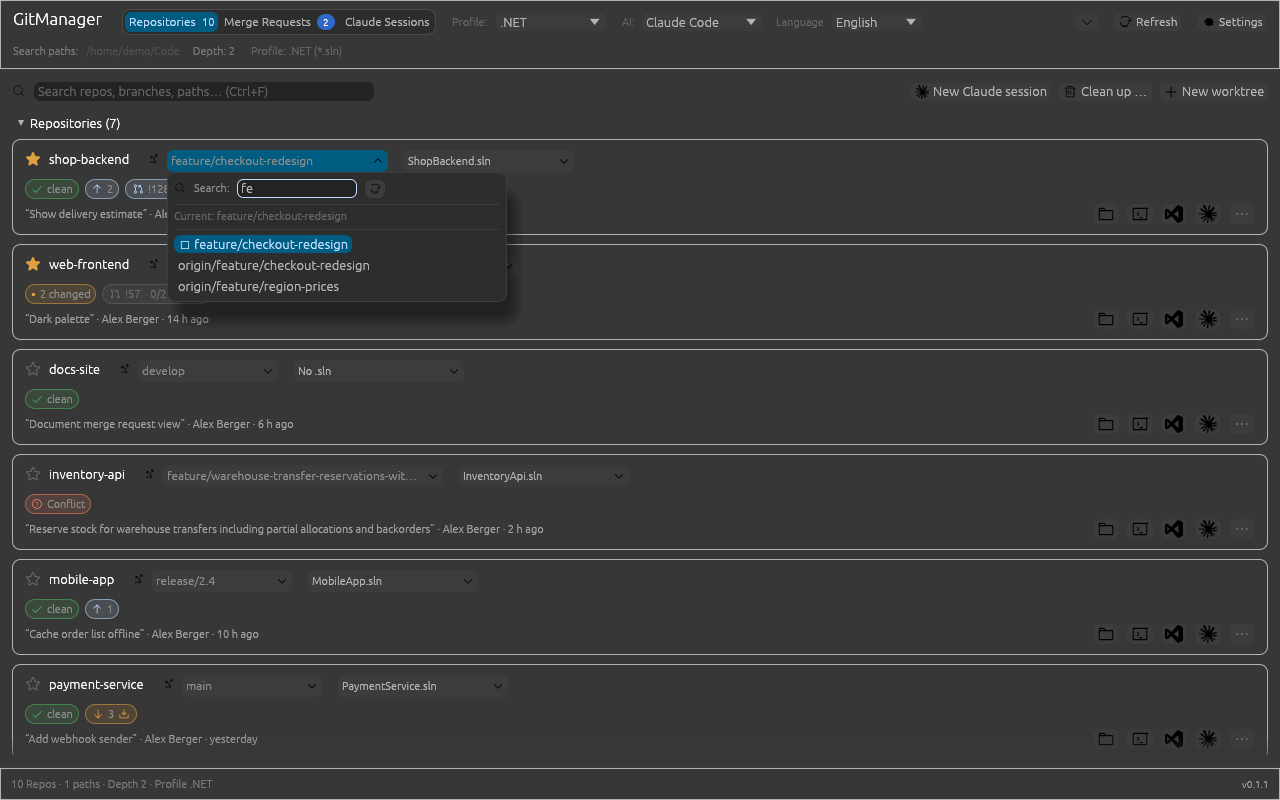 GitManager
Repositories 10 Merge Requests 2 Claude Sessions
Profile: .NET AI: Claude Code Language English
Refresh Settings
Search paths: /home/demo/Code Depth: 2 Profile: .NET (*.sln)
Search repos, branches, paths… (Ctrl+F)
New Claude session Clean up … New worktree
Repositories (7)
shop-backend feature/checkout-redesign ShopBackend.sln
clean 2 !128
Search: fe
"Show delivery estimate" · Ale
Current: feature/checkout-redesign
feature/checkout-redesign
origin/feature/checkout-redesign
origin/feature/region-prices
web-frontend
2 changed !57 · 0/2
"Dark palette" · Alex Berger · 14 h ago
docs-site develop No .sln
clean
"Document merge request view" · Alex Berger · 6 h ago
inventory-api feature/warehouse-transfer-reservations-wit… InventoryApi.sln
Conflict
"Reserve stock for warehouse transfers including partial allocations and backorders" · Alex Berger · 2 h ago
mobile-app release/2.4 MobileApp.sln
clean 1
"Cache order list offline" · Alex Berger · 10 h ago
payment-service main PaymentService.sln
clean 3
"Add webhook sender" · Alex Berger · yesterday
10 Repos · 1 paths · Depth 2 · Profile .NET
v0.1.1